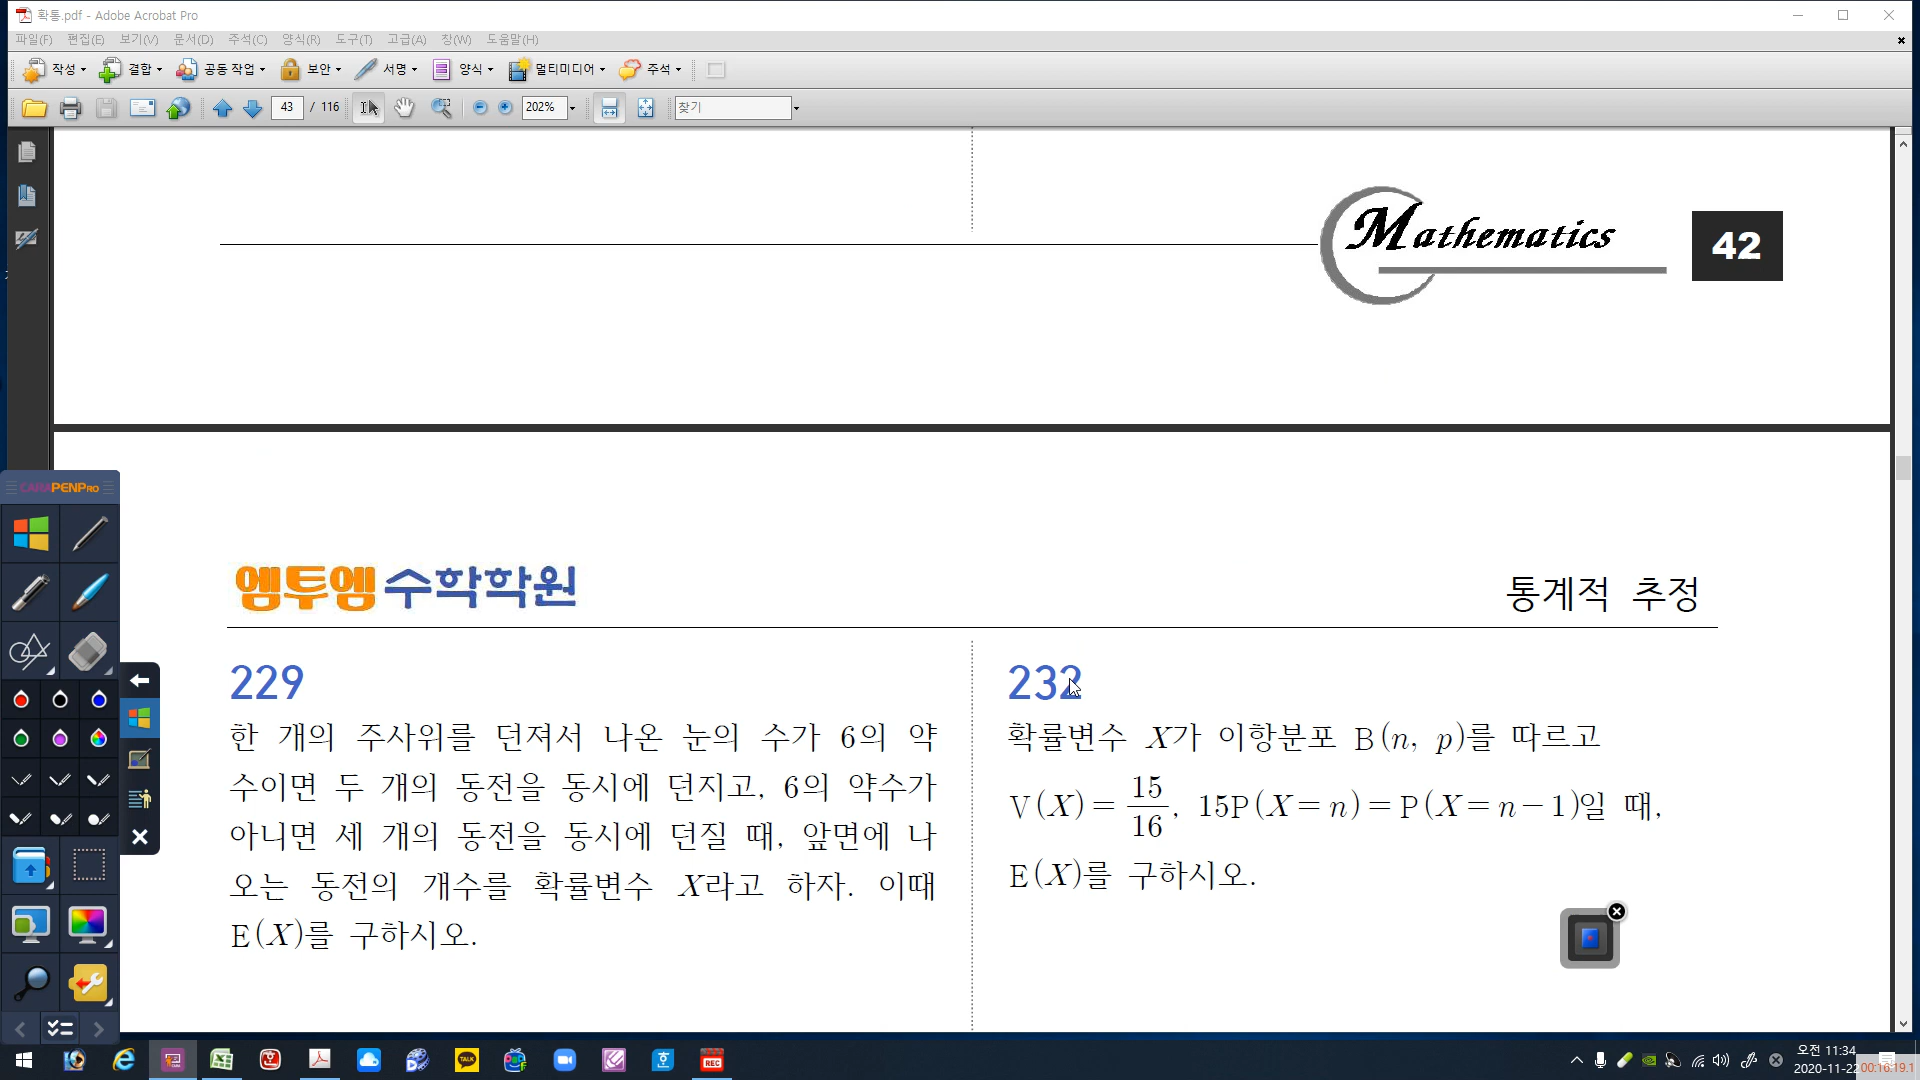 확통.pdf - Adobe Acrobat Pro
파일(F) 편집(E) 보기(V) 문서(D) 주석(C) 양식(R) 도구(T) 고급(A) 창(W) 도움말(H)
작성 결합 공동 작업 보안 서명 양식 멀티미디어 주석
43 / 116 202% 찾기
Mathematics 42
CARAPENPRO
엠투엠수학학원
통계적 추정
229
한 개의 주사위를 던져서 나온 눈의 수가 6의 약
수이면 두 개의 동전을 동시에 던지고, 6의 약수가
아니면 세 개의 동전을 동시에 던질 때, 앞면에 나
오는 동전의 개수를 확률변수 X라고 하자. 이때
E(X)를 구하시오.
232
확률변수 X가 이항분포 B(n, p)를 따르고
V(X) = 15/16, 15P(X = n) = P(X = n - 1)일 때,
E(X)를 구하시오.
TALK
REC
오전 11:34
2020-11-22
00:16:19.1